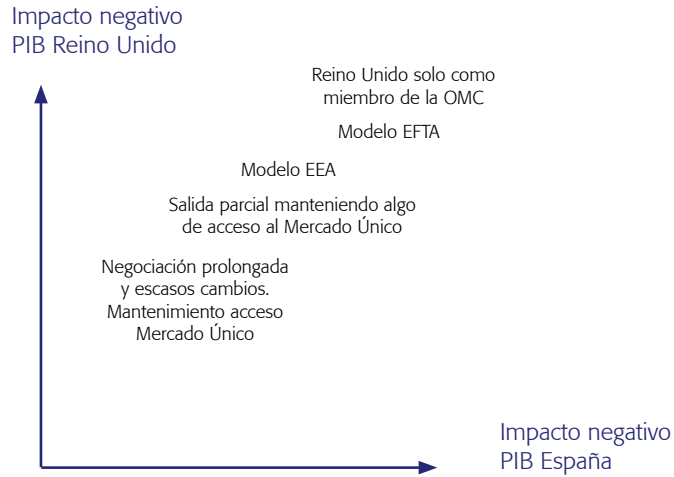 Impacto negativo
PIB Reino Unido
Reino Unido solo como
miembro de la OMC
Modelo EFTA
Modelo EEA
Salida parcial manteniendo algo
de acceso al Mercado Único
Negociación prolongada
y escasos cambios.
Mantenimiento acceso
Mercado Único
Impacto negativo
PIB España